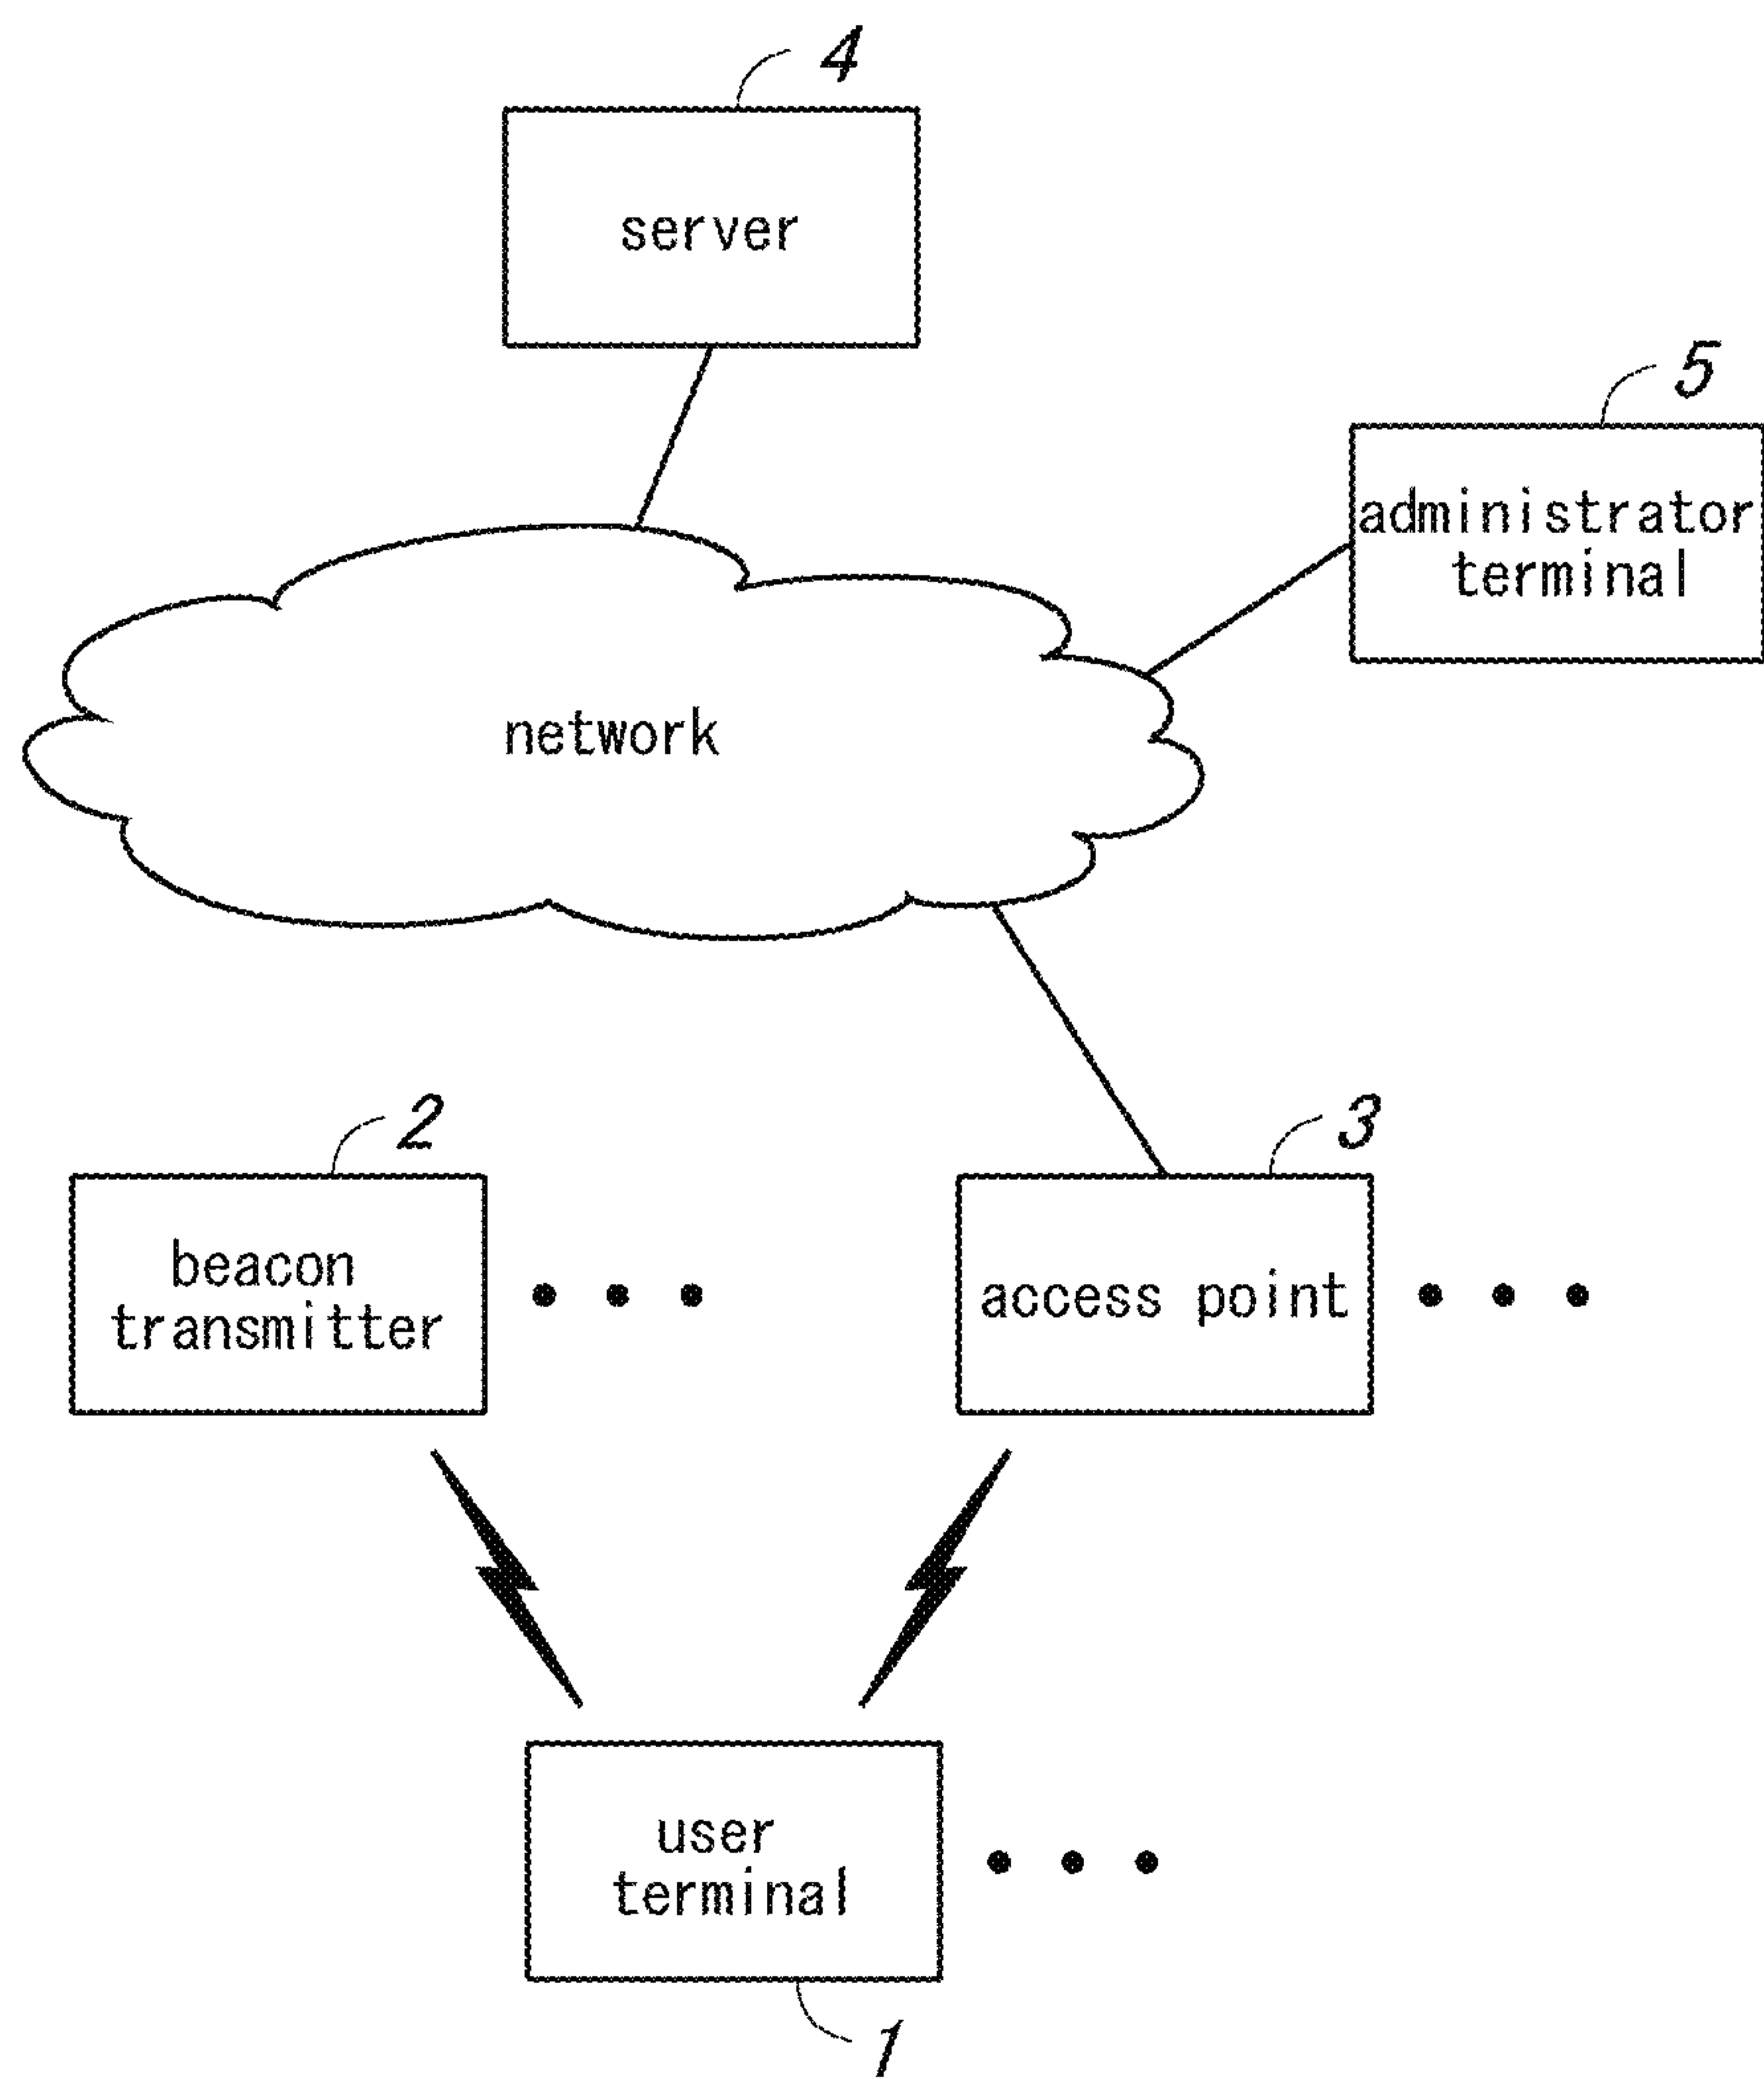 4
server
5
administrator
terminal
network
2
3
beacon
transmitter
access point
user
terminal
1